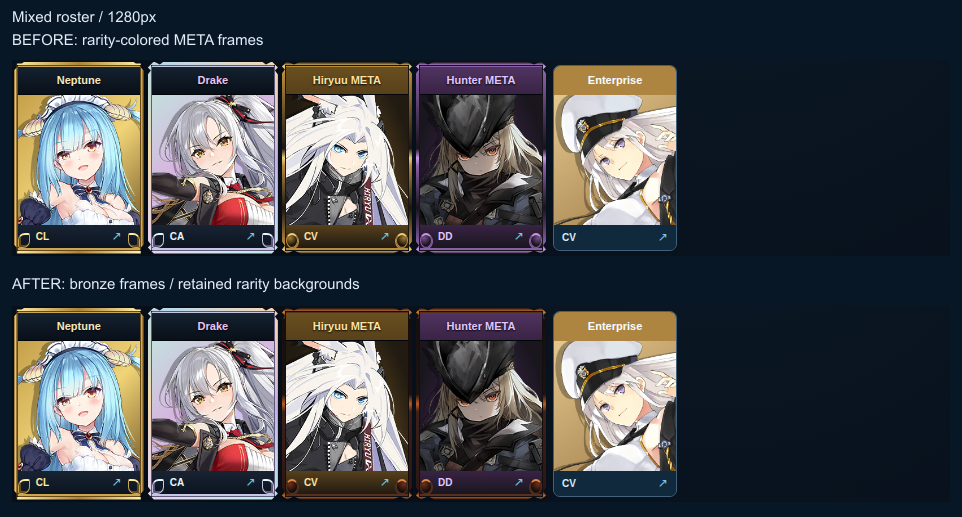 Mixed roster / 1280px
BEFORE: rarity-colored META frames
Neptune
Drake
Hiryuu META
Hunter META
Enterprise
CL ↗
CA ↗
CV ↗
DD ↗
CV ↗
AFTER: bronze frames / retained rarity backgrounds
Neptune
Drake
Hiryuu META
Hunter META
Enterprise
CL ↗
CA ↗
CV ↗
DD ↗
CV ↗